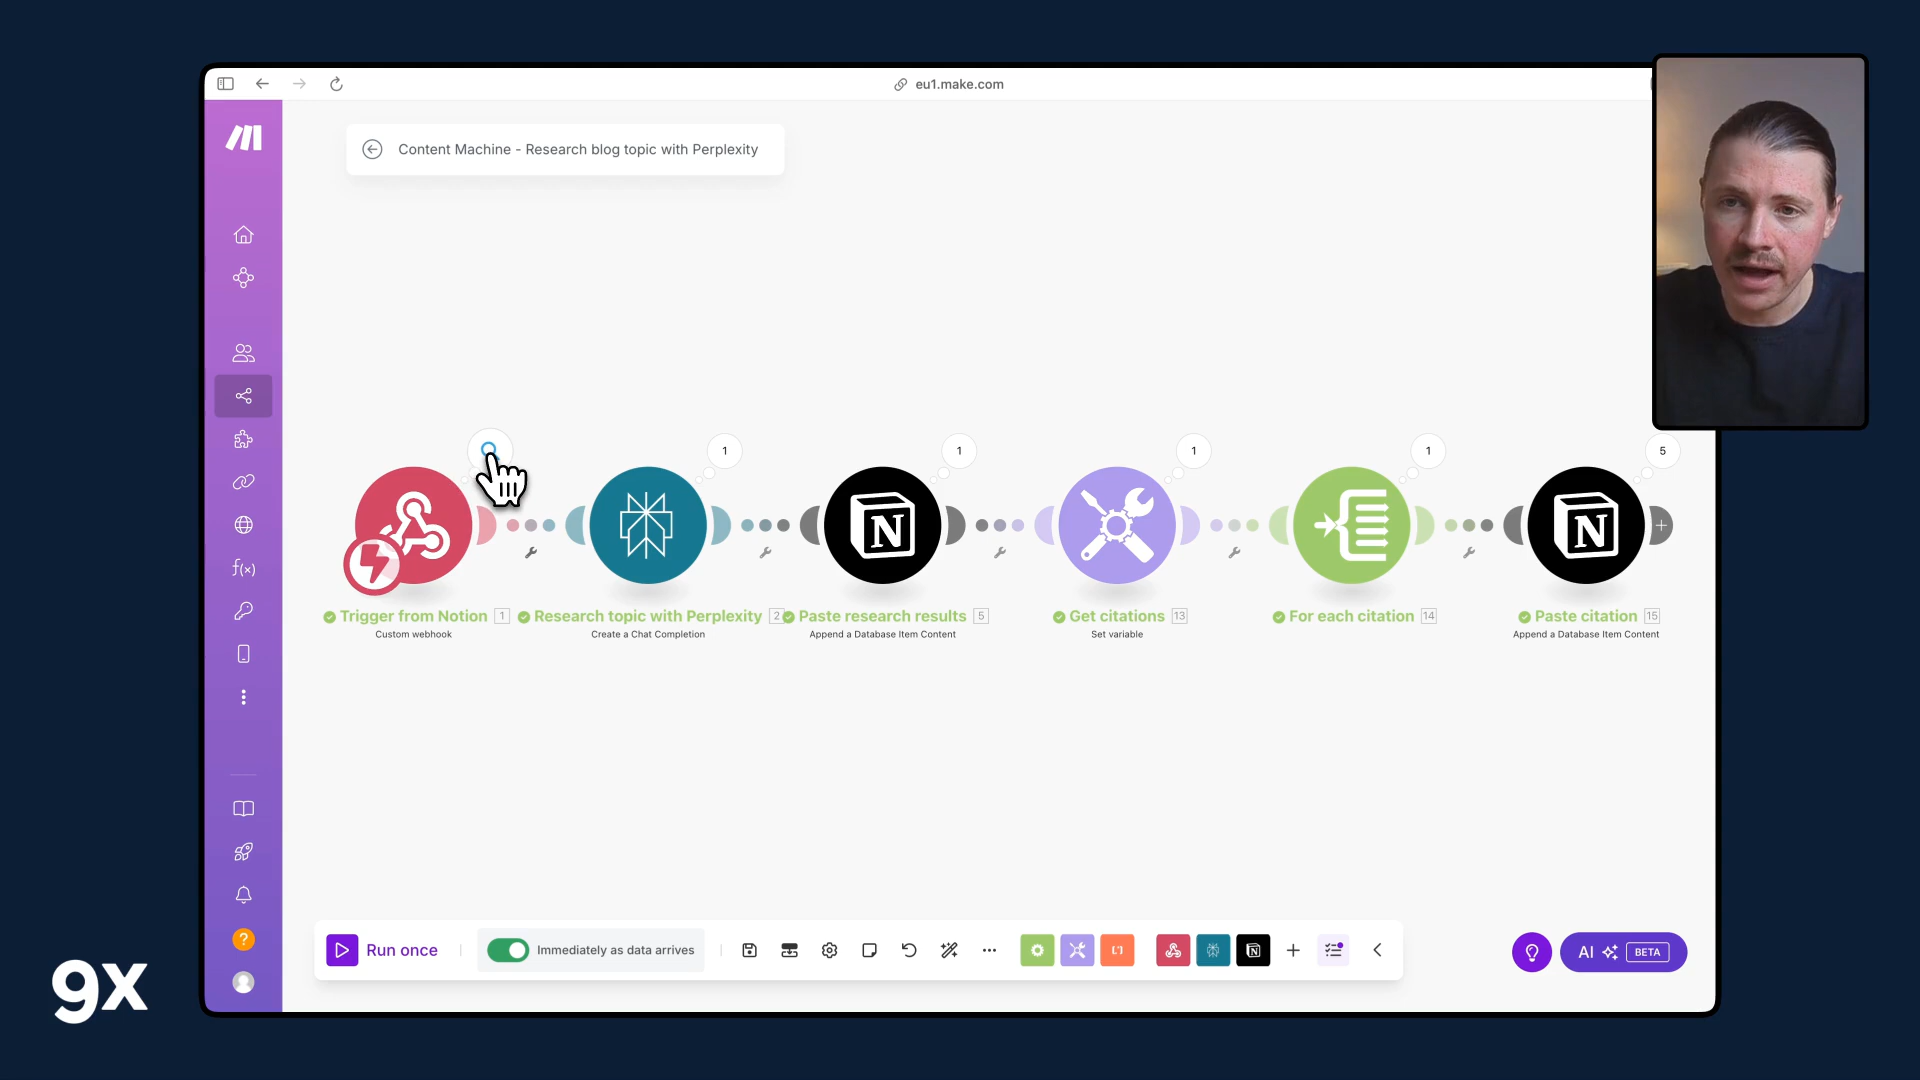 eu1.make.com
Content Machine - Research blog topic with Perplexity
1
1
1
1
5
Trigger from Notion 1
Custom webhook
Research topic with Perplexity 2
Create a Chat Completion
Paste research results 5
Append a Database Item Content
Get citations 13
Set variable
For each citation 14
Paste citation 15
Append a Database Item Content
f(x)
?
Run once
Immediately as data arrives
AI BETA
9x